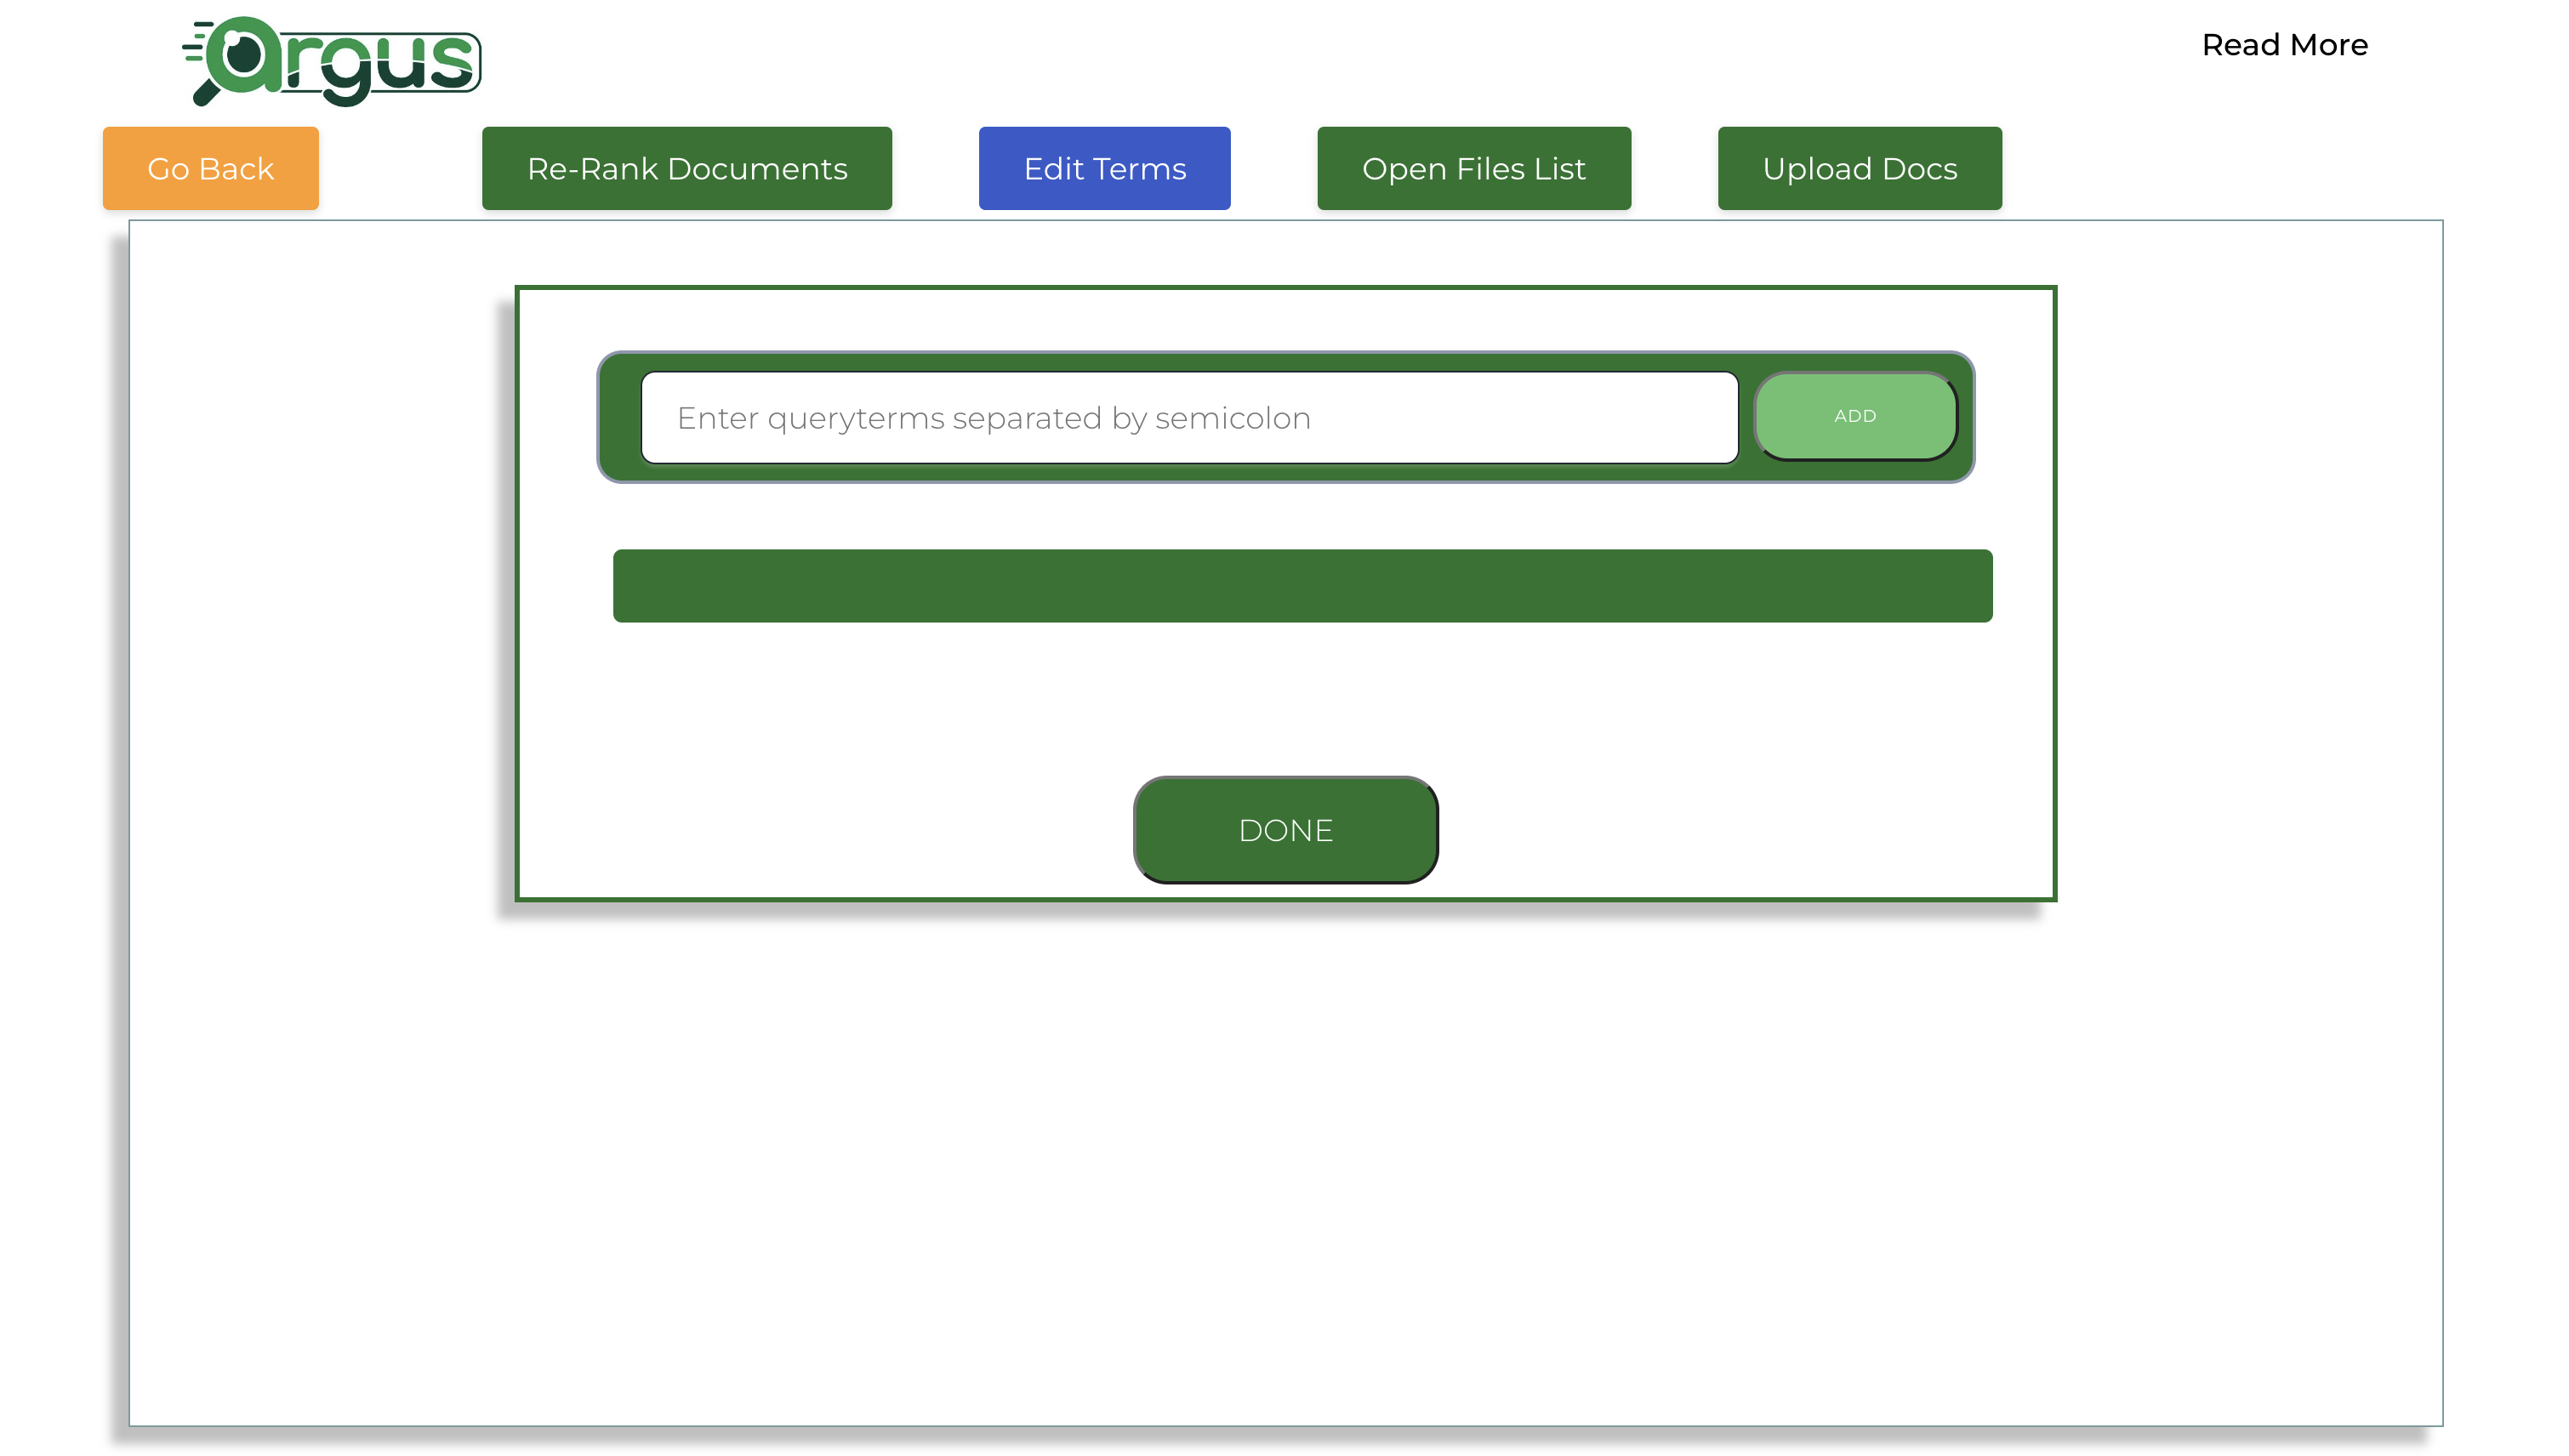 argus
Read More
Go Back
Re-Rank Documents
Edit Terms
Open Files List
Upload Docs
Enter queryterms separated by semicolon
ADD
DONE